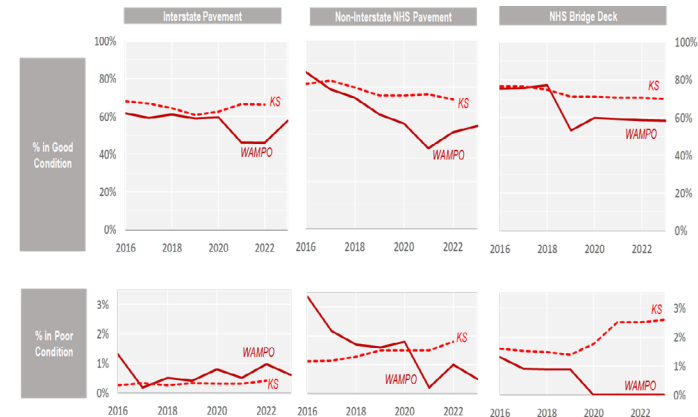 Interstate Pavement
Non-Interstate NHS Pavement
NHS Bridge Deck
% in Good
Condition
100%
80%
60%
40%
20%
0%
KS
WAMPO
2016 2018 2020 2022
KS
WAMPO
2016 2018 2020 2022
100%
80%
60%
40%
20%
0%
KS
WAMPO
2016 2018 2020 2022
% in Poor
Condition
3%
2%
1%
0%
WAMPO
KS
2016 2018 2020 2022
KS
WAMPO
2016 2018 2020 2022
3%
2%
1%
0%
KS
WAMPO
2016 2018 2020 2022